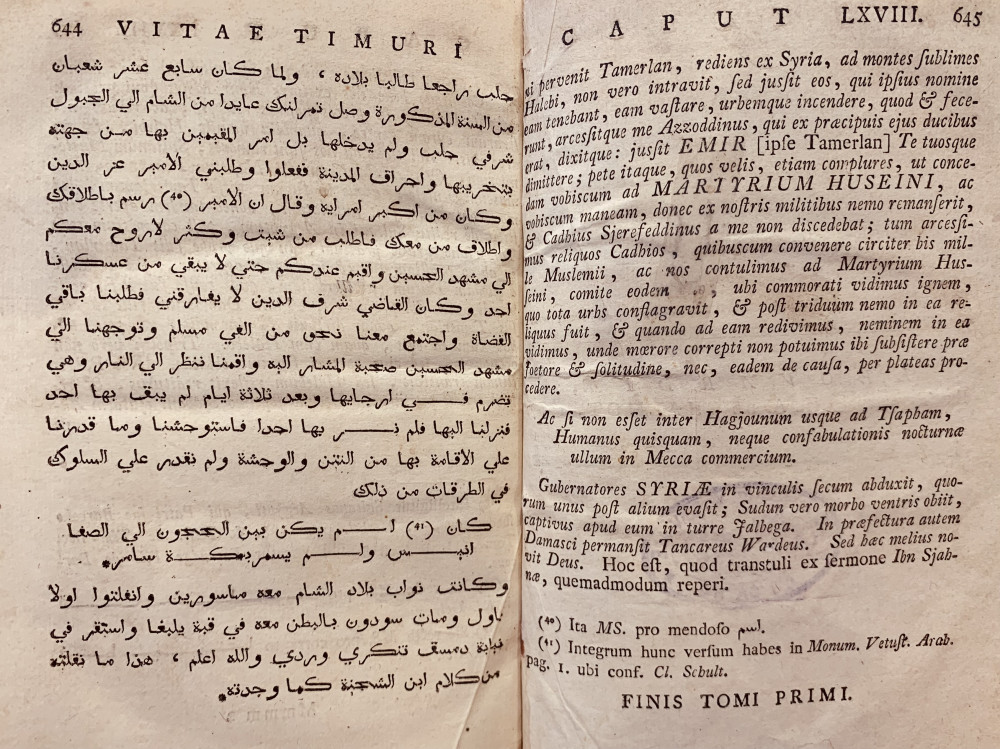 644 VITAE TIMURI
حلب راجعا طالبا بلاده ، ولما كان سابع عشر شعبان
من السنة المذكورة وصل تمرلنك عايدا من الشام الي الجبول
شرقي حلب ولم يدخلها بل امر المقيمين بها من جهته
بتخريبها واحراق المدينة ففعلوا وطلبني الامير عز الدين
وكان من اكبر امرايه وقال ان الامير (40) رسم باطلاقك
واطلاق من معك فاطلب من شيت وكثر لاروح معكم
الي مشهد الحسين واقيم عندكم حتي لا يبقي من عسكرنا
احد وكان القاضي شرف الدين لا يفارقني فطلبنا باقي
القضاة واجتمع معنا نحو من الفي مسلم وتوجهنا الي
مشهد الحسين صحبة المشار اليه واقمنا ننظر الي النار وهي
تضرم في ارجايها وبعد ثلاثة ايام لم يبق بها احد
فنزلنا اليها فلم نر بها احدا فاستوحشنا وما قدرنا
علي الأقامة بها من النتن والوحشة ولم نقدر علي السلوك
في الطرقات من ذلك
كان (41) لم يكن بين الحجون الي الصفا
انيس ولم يسمر بمكة سامر.
وكانت نواب بلاد الشام معه ماسورين وانفلتوا اولا
باول ومات سودون بالبطن معه في قبة يلبغا واستقر في
نيابة دمشق تنكري وردي والله اعلم ، هذا ما نقلته
من كلام ابن الشحنة كما وجدته.
CAPUT LXVIII. 645
ui pervenit Tamerlan, rediens ex Syria, ad montes ſublimes
Halebi, non vero intravit, ſed juſſit eos, qui ipſius nomine
eam tenebant, eam vaſtare, urbemque incendere, quod & fece-
runt, arceſſitque me Azzoddinus, qui ex præcipuis ejus ducibus
erat, dixitque: juſſit EMIR [ipſe Tamerlan] Te tuosque
dimittere; pete itaque, quos velis, etiam complures, ut conce-
dam vobiscum ad MARTYRIUM HUSEINI, ac
vobiscum maneam, donec ex noſtris militibus nemo remanſerit,
& Cadhius Sjerefeddinus a me non discedebat; tum arceſſi-
mus reliquos Cadhios, quibuscum convenere circiter bis mil-
le Muslemii, ac nos contulimus ad Martyrium Hus-
ſeini, comite eodem, ubi commorati vidimus ignem,
quo tota urbs conflagravit, & poſt triduum nemo in ea re-
liquus fuit, & quando ad eam redivimus, neminem in ea
vidimus, unde mœrore correpti non potuimus ibi ſubſiſtere præ
foetore & ſolitudine, nec, eadem de cauſa, per plateas pro-
cedere.
Ac ſi non eſſet inter Hagjounum usque ad Tſapham,
Humanus quisquam, neque confabulationis nocturnæ
ullum in Mecca commercium.
Gubernatores SYRIÆ in vinculis ſecum abduxit, quo-
rum unus poſt alium evaſit; Sudun vero morbo ventris obiit,
captivus apud eum in turre Jalbega. In præfectura autem
Damasci permanſit Tancareus Wardeus. Sed hæc melius no-
vit Deus. Hoc eſt, quod transtuli ex ſermone Ibn Sjah-
næ, quemadmodum reperi.
(40) Ita MS. pro mendoſo اسم.
(41) Integrum hunc verſum habes in Monum. Vetuſt. Arab.
pag. 1. ubi conf. Cl. Schult.
FINIS TOMI PRIMI.